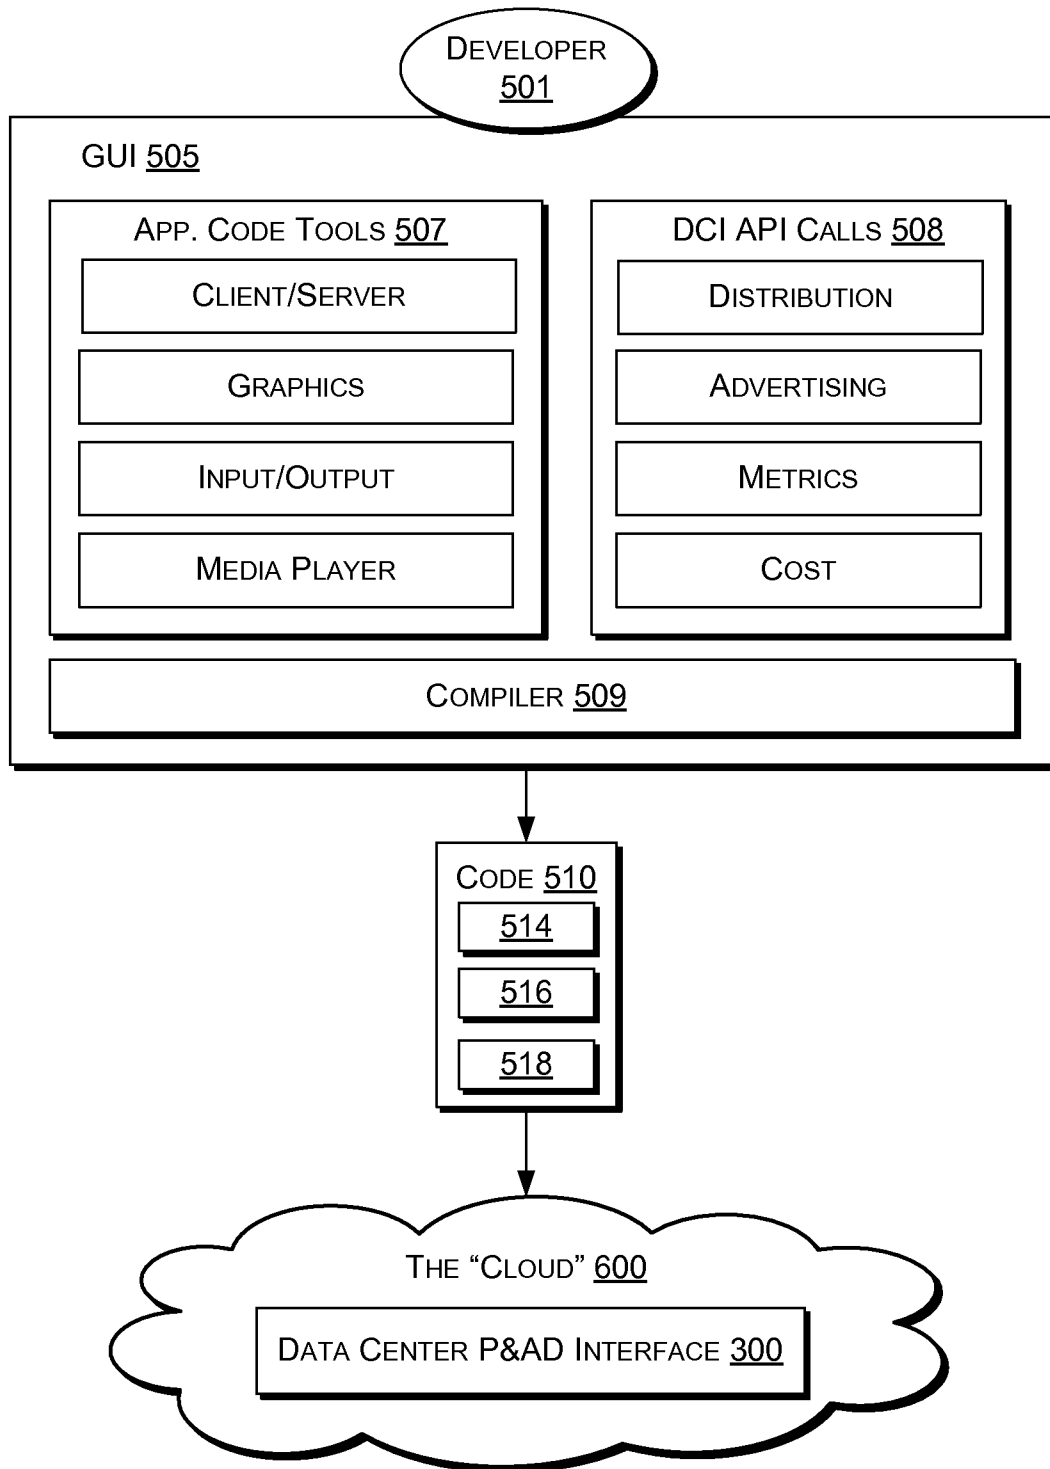 DEVELOPER
501
GUI 505
APP. CODE TOOLS 507
CLIENT/SERVER
GRAPHICS
INPUT/OUTPUT
MEDIA PLAYER
DCI API CALLS 508
DISTRIBUTION
ADVERTISING
METRICS
COST
COMPILER 509
CODE 510
514
516
518
THE “CLOUD” 600
DATA CENTER P&AD INTERFACE 300